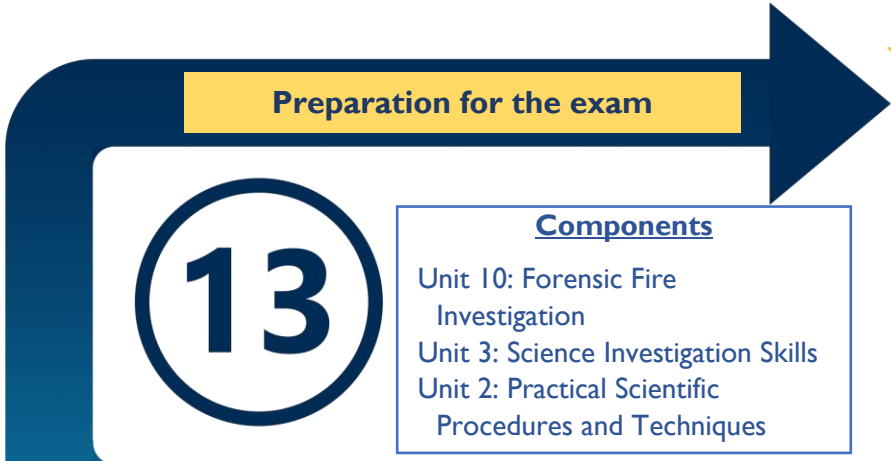 Preparation for the exam
13
Components
Unit 10: Forensic Fire
Investigation
Unit 3: Science Investigation Skills
Unit 2: Practical Scientific
Procedures and Techniques